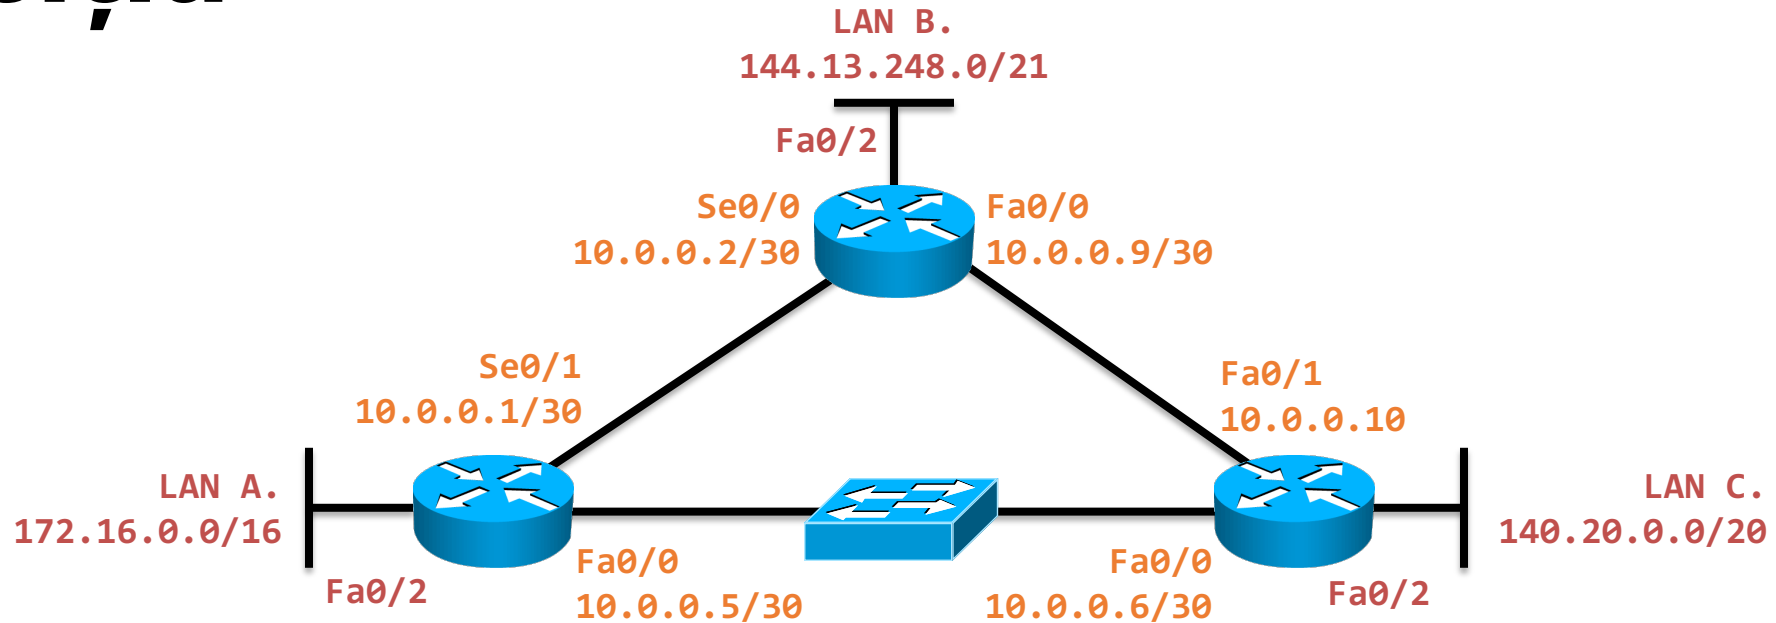 LAN B.
144.13.248.0/21
Fa0/2
Se0/0
10.0.0.2/30
Fa0/0
10.0.0.9/30
Se0/1
10.0.0.1/30
Fa0/1
10.0.0.10
LAN A.
172.16.0.0/16
Fa0/2
Fa0/0
10.0.0.5/30
Fa0/0
10.0.0.6/30
LAN C.
140.20.0.0/20
Fa0/2